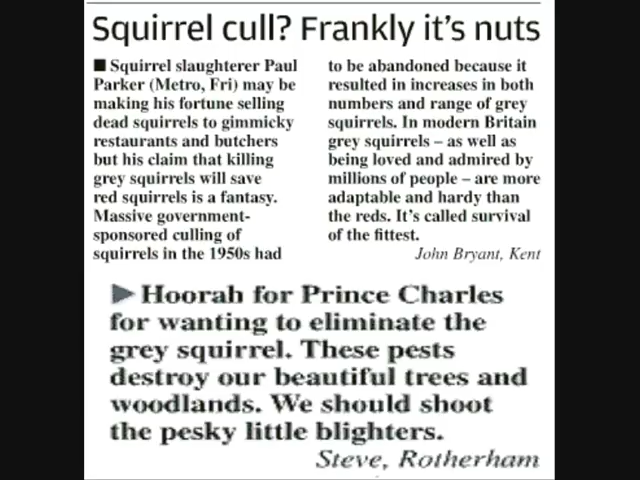 Squirrel cull? Frankly it's nuts
■ Squirrel slaughterer Paul
Parker (Metro, Fri) may be
making his fortune selling
dead squirrels to gimmicky
restaurants and butchers
but his claim that killing
grey squirrels will save
red squirrels is a fantasy.
Massive government-
sponsored culling of
squirrels in the 1950s had
to be abandoned because it
resulted in increases in both
numbers and range of grey
squirrels. In modern Britain
grey squirrels – as well as
being loved and admired by
millions of people – are more
adaptable and hardy than
the reds. It's called survival
of the fittest.
John Bryant, Kent
▶ Hoorah for Prince Charles
for wanting to eliminate the
grey squirrel. These pests
destroy our beautiful trees and
woodlands. We should shoot
the pesky little blighters.
Steve, Rotherham